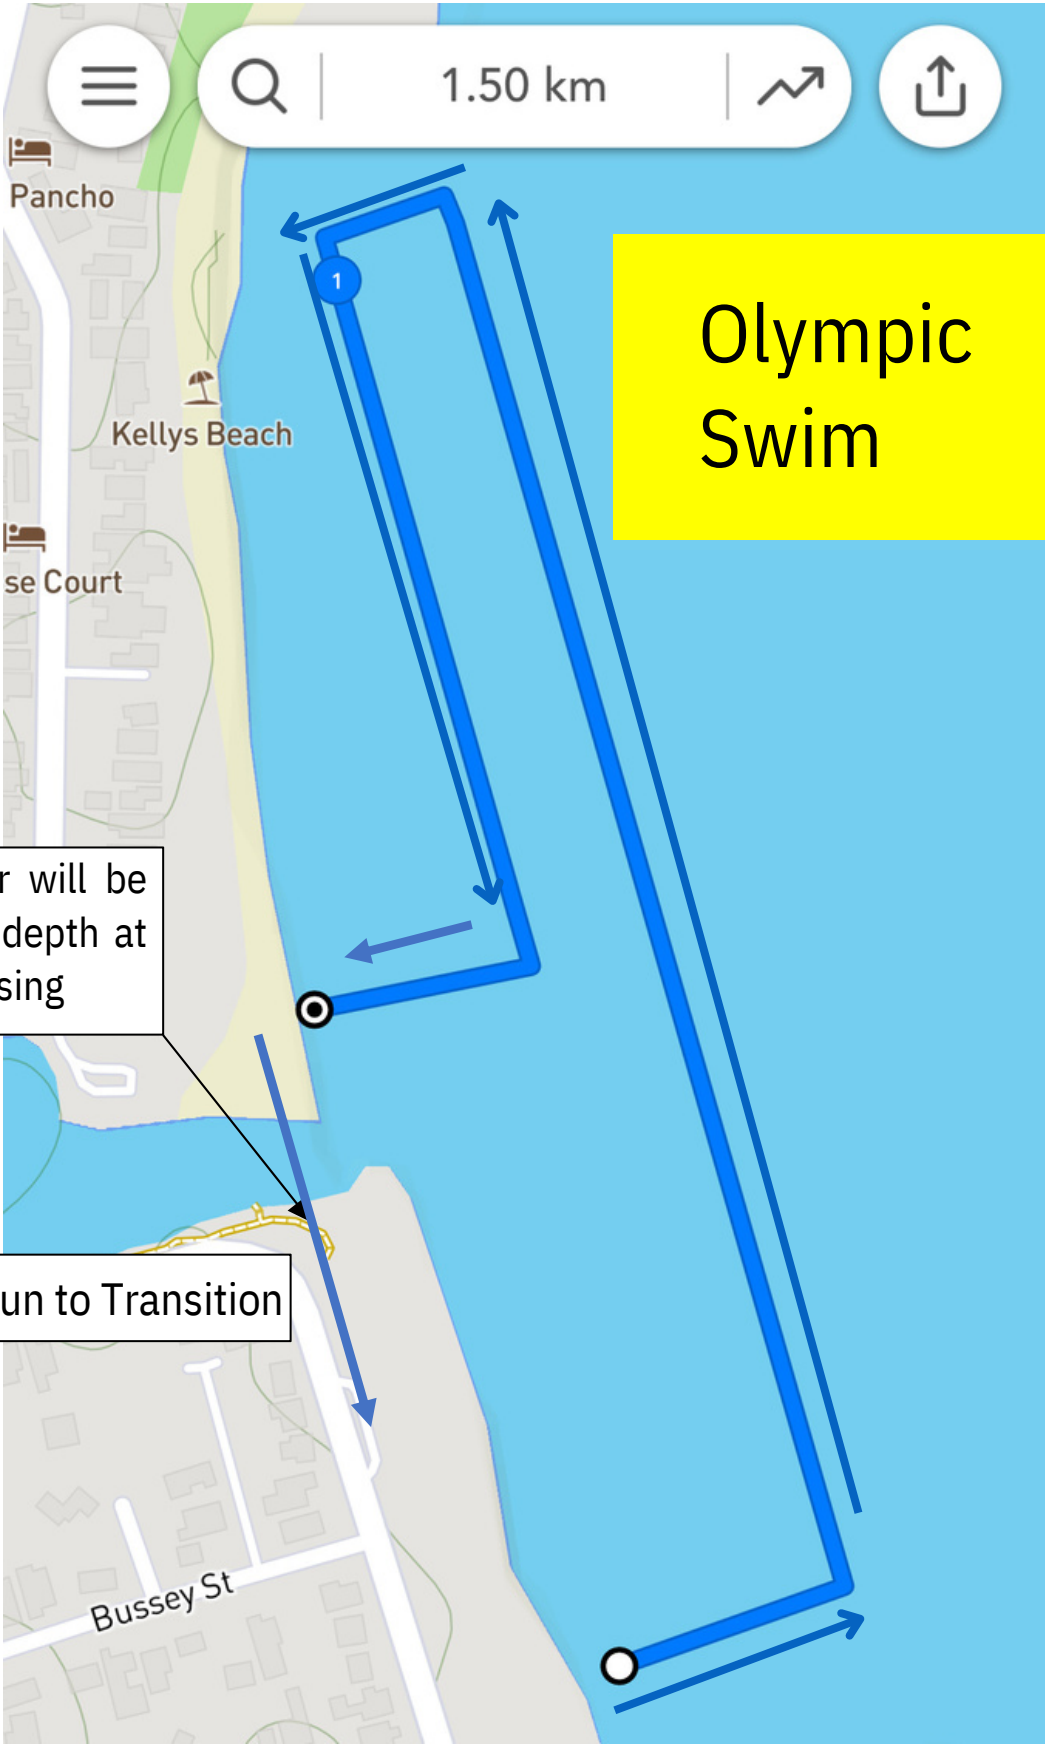 1.50 km
Pancho
1
Olympic
Swim
Kellys Beach
se Court
r will be
depth at
sing
un to Transition
Bussey St